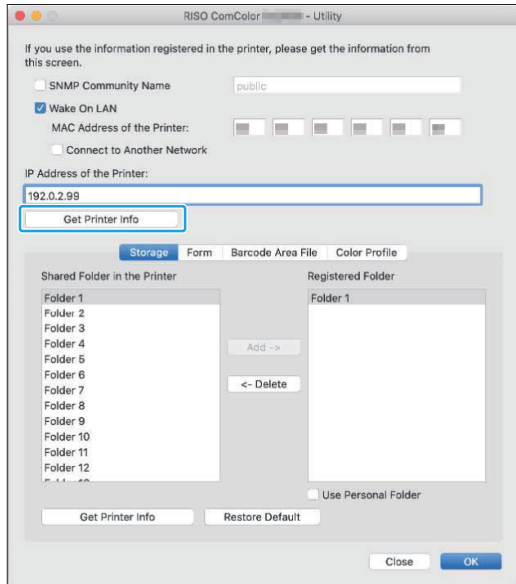 RISO ComColor - Utility
If you use the information registered in the printer, please get the information from
this screen.
SNMP Community Name
public
Wake On LAN
MAC Address of the Printer:
Connect to Another Network
IP Address of the Printer:
192.0.2.99
Get Printer Info
Storage Form Barcode Area File Color Profile
Shared Folder in the Printer Registered Folder
Folder 1 Folder 1
Folder 2
Folder 3
Folder 4
Add ->
Folder 5
Folder 6
<- Delete
Folder 7
Folder 8
Folder 9
Folder 10
Folder 11
Folder 12
Use Personal Folder
Get Printer Info Restore Default
Close OK